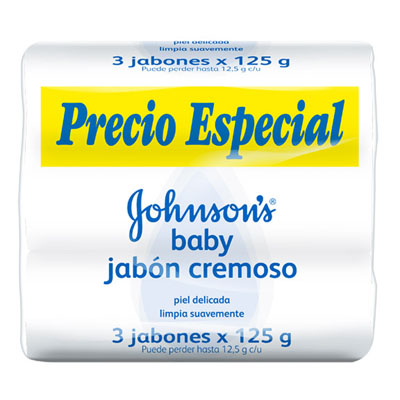 piel delicada
limpia suavemente
3 jabones x 125 g
Puede perder hasta 12,5 g c/u
Precio Especial
Johnson's®
baby
jabón cremoso
piel delicada
limpia suavemente
3 jabones x 125 g
Puede perder hasta 12,5 g c/u